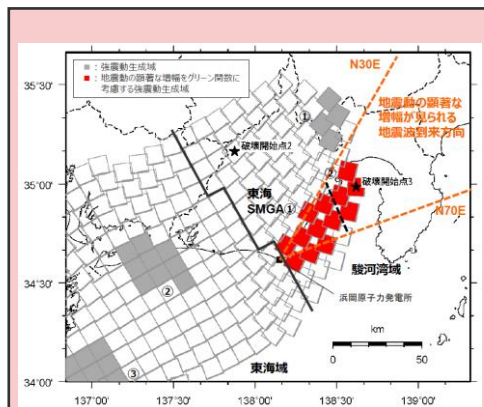 ■:強震動生成域
■:地震動の顕著な増幅をグリーン関数に
考慮する強震動生成域
N30E
地震動の顕著な
増幅が見られる
地震波到来方向
35°30'
①
★破壊開始点2
②
★破壊開始点3
35°00'
東海
SMGA①
N70E
駿河湾域
34°30'
②
浜岡原子力発電所
km
0
50
③
東海域
34°00'
137°00'
137°30'
138°00'
138°30'
139°00'